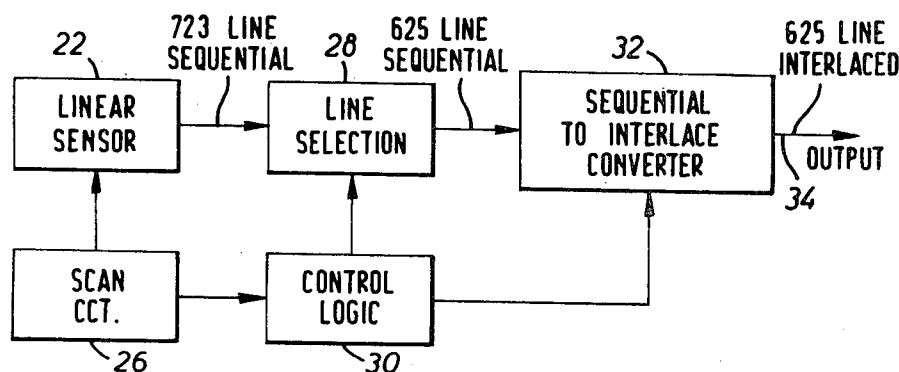 723 LINE
SEQUENTIAL
625 LINE
SEQUENTIAL
625 LINE
INTERLACED
22
28
32
LINEAR
SENSOR
LINE
SELECTION
SEQUENTIAL
TO INTERLACE
CONVERTER
OUTPUT
34
SCAN
CCT.
CONTROL
LOGIC
26
30